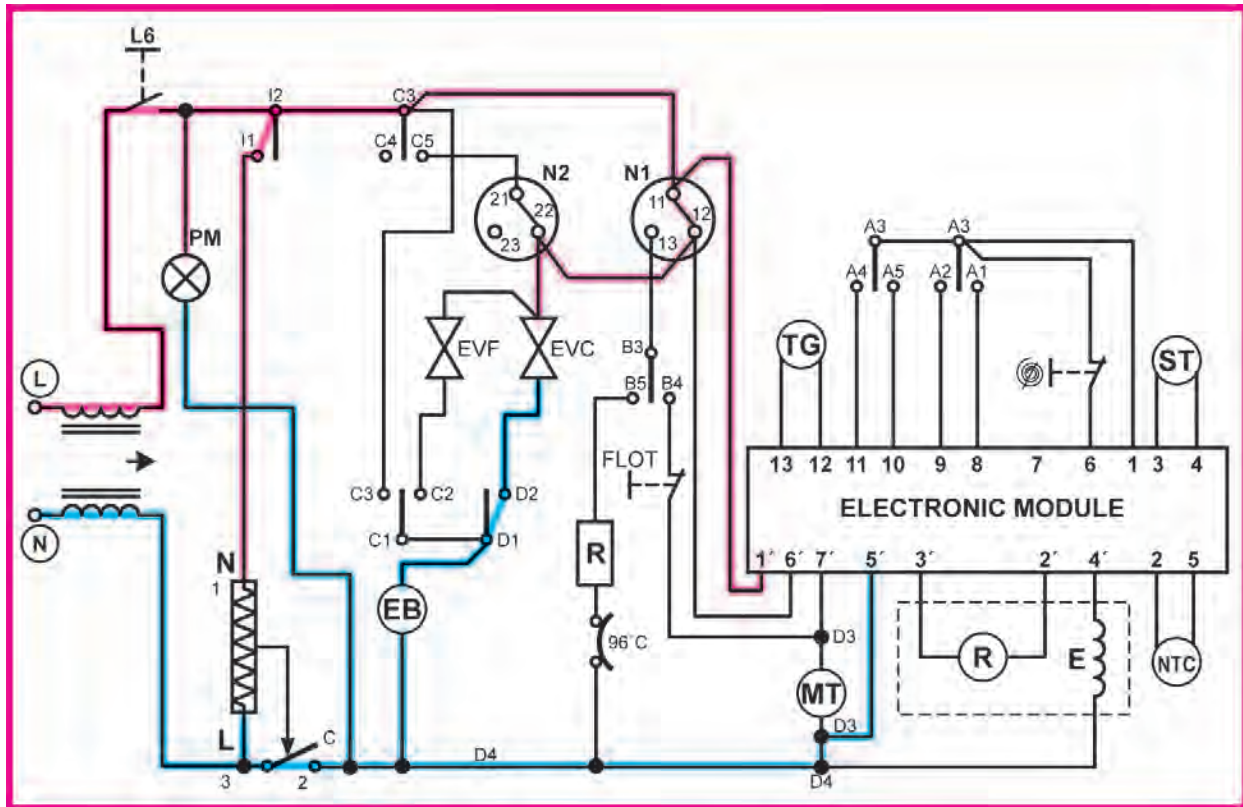 L6
I2 C3
I1 C4 C5
N2 N1
21 22 11 12
23 13
A3 A3
PM
A4 A5 A2 A1
EVF EVC
TG ST
B3
L
B5 B4
FLOT
13 12 11 10 9 8 7 6 1 3 4
C3 C2 D2
ELECTRONIC MODULE
N
C1 D1
R
1´ 6´ 7´ 5´ 3´ 2´ 4´ 2 5
N
1
EB
96°C
D3
R E NTC
MT
L C
D3
3 2 D4 D4